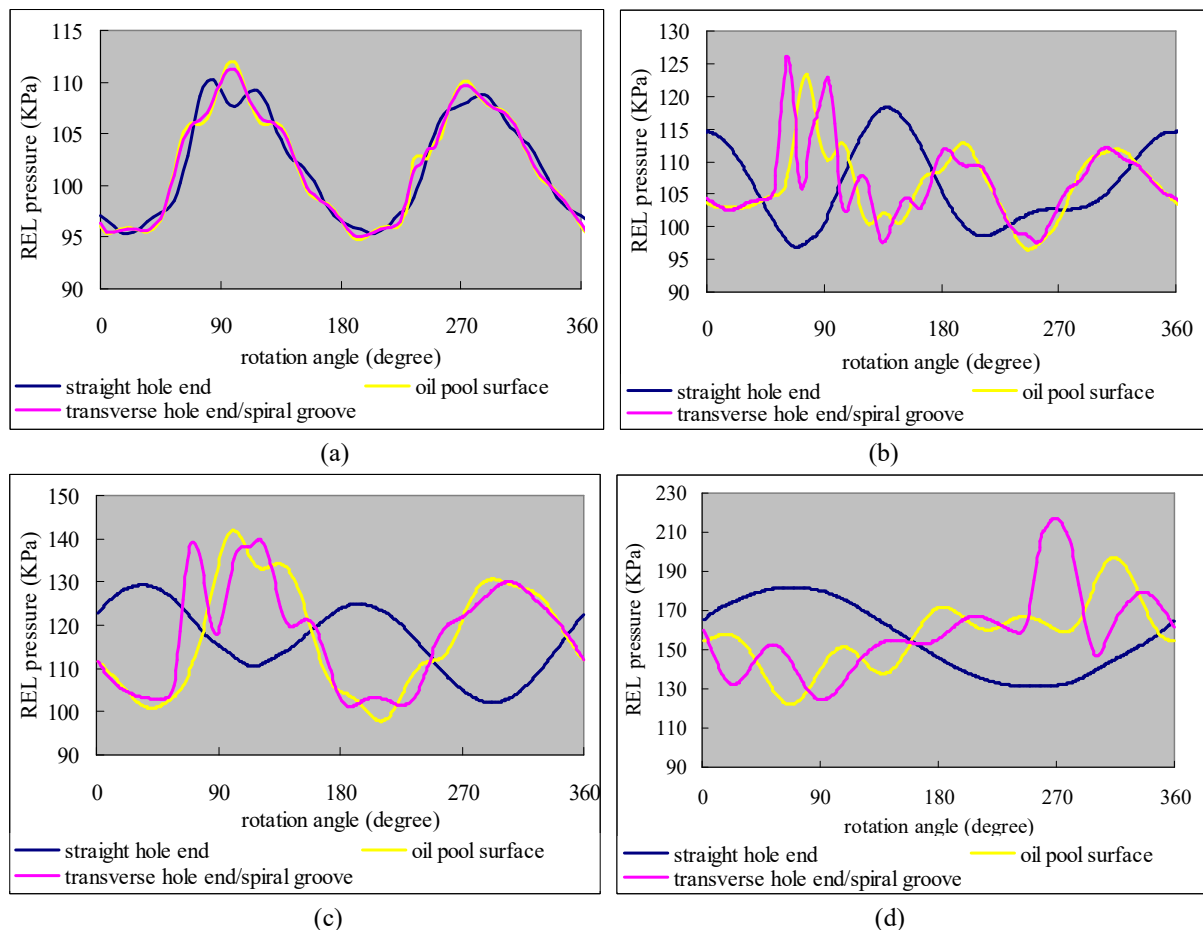 REL pressure (KPa)
115
110
105
100
95
90
0 90 180 270 360
rotation angle (degree)
straight hole end oil pool surface
transverse hole end/spiral groove
(a)
REL pressure (KPa)
130
125
120
115
110
105
100
95
90
0 90 180 270 360
rotation angle (degree)
straight hole end oil pool surface
transverse hole end/spiral groove
(b)
REL pressure (KPa)
150
140
130
120
110
100
90
0 90 180 270 360
rotation angle (degree)
straight hole end oil pool surface
transverse hole end/spiral groove
(c)
REL pressure (KPa)
230
210
190
170
150
130
110
90
0 90 180 270 360
rotation angle (degree)
straight hole end oil pool surface
transverse hole end/spiral groove
(d)